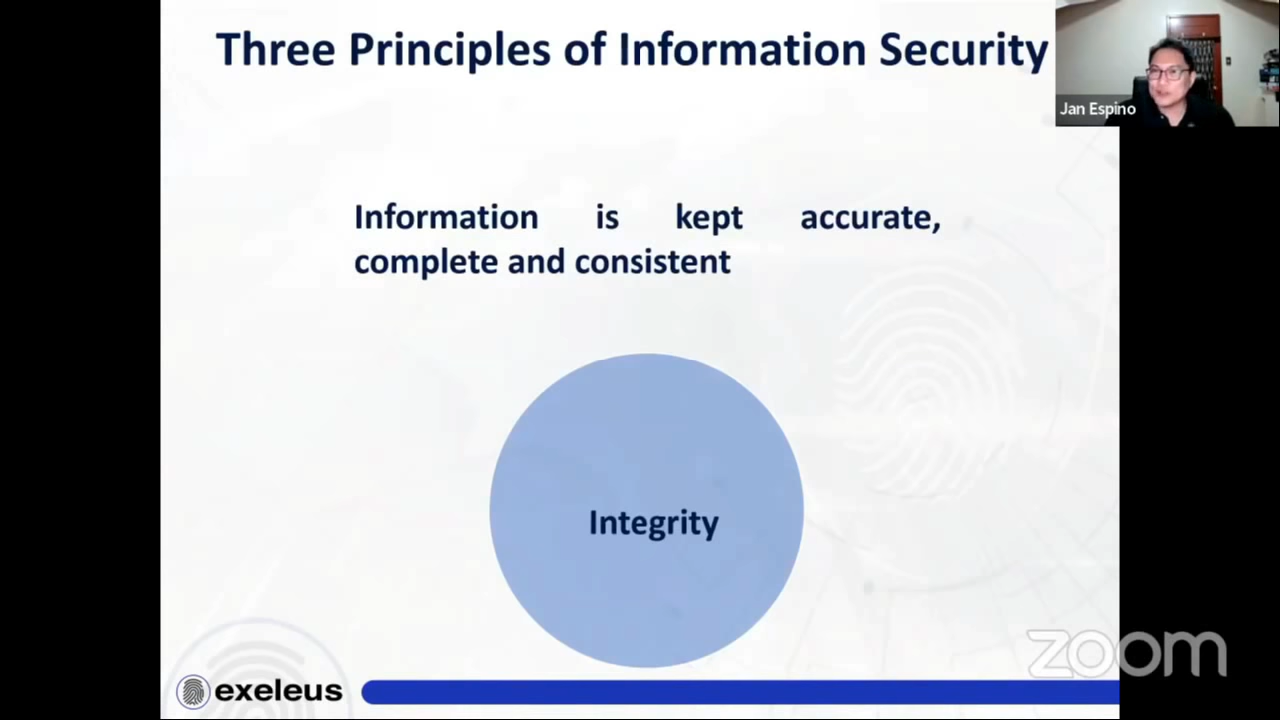 Three Principles of Information Security
Jan Espino
Information is kept accurate,
complete and consistent
Integrity
zoom
exeleus